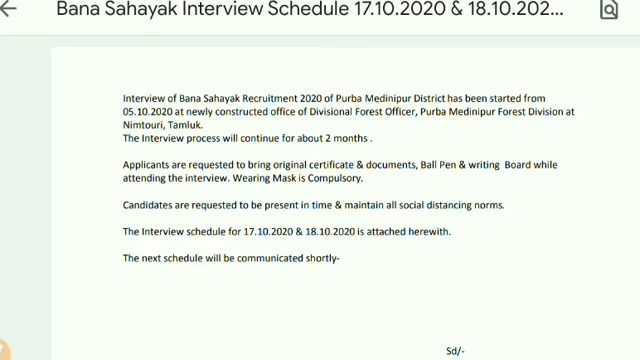 Bana Sahayak Interview Schedule 17.10.2020 & 18.10.202...
Interview of Bana Sahayak Recruitment 2020 of Purba Medinipur District has been started from
05.10.2020 at newly constructed office of Divisional Forest Officer, Purba Medinipur Forest Division at
Nimtouri, Tamluk.
The Interview process will continue for about 2 months .
Applicants are requested to bring original certificate & documents, Ball Pen & writing Board while
attending the interview. Wearing Mask is Compulsory.
Candidates are requested to be present in time & maintain all social distancing norms.
The Interview schedule for 17.10.2020 & 18.10.2020 is attached herewith.
The next schedule will be communicated shortly-
Sd/-